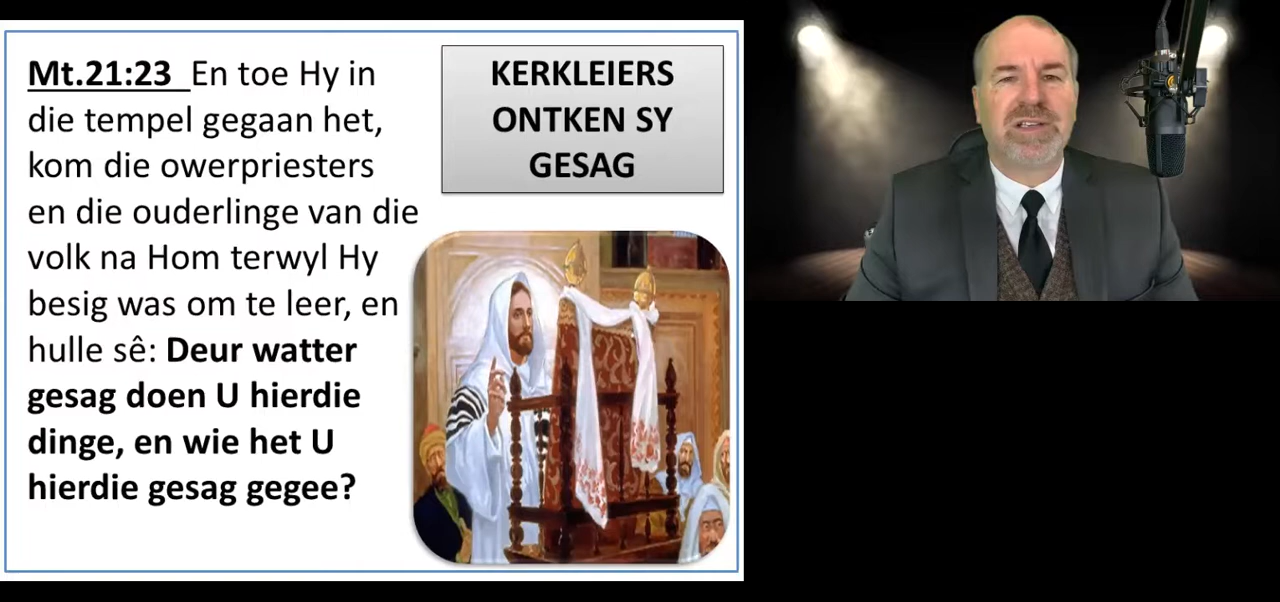 Mt.21:23 En toe Hy in
die tempel gegaan het,
kom die owerpriesters
en die ouderlinge van die
volk na Hom terwyl Hy
besig was om te leer, en
hulle sê: Deur watter
gesag doen U hierdie
dinge, en wie het U
hierdie gesag gegee?
KERKLEIERS
ONTKEN SY
GESAG